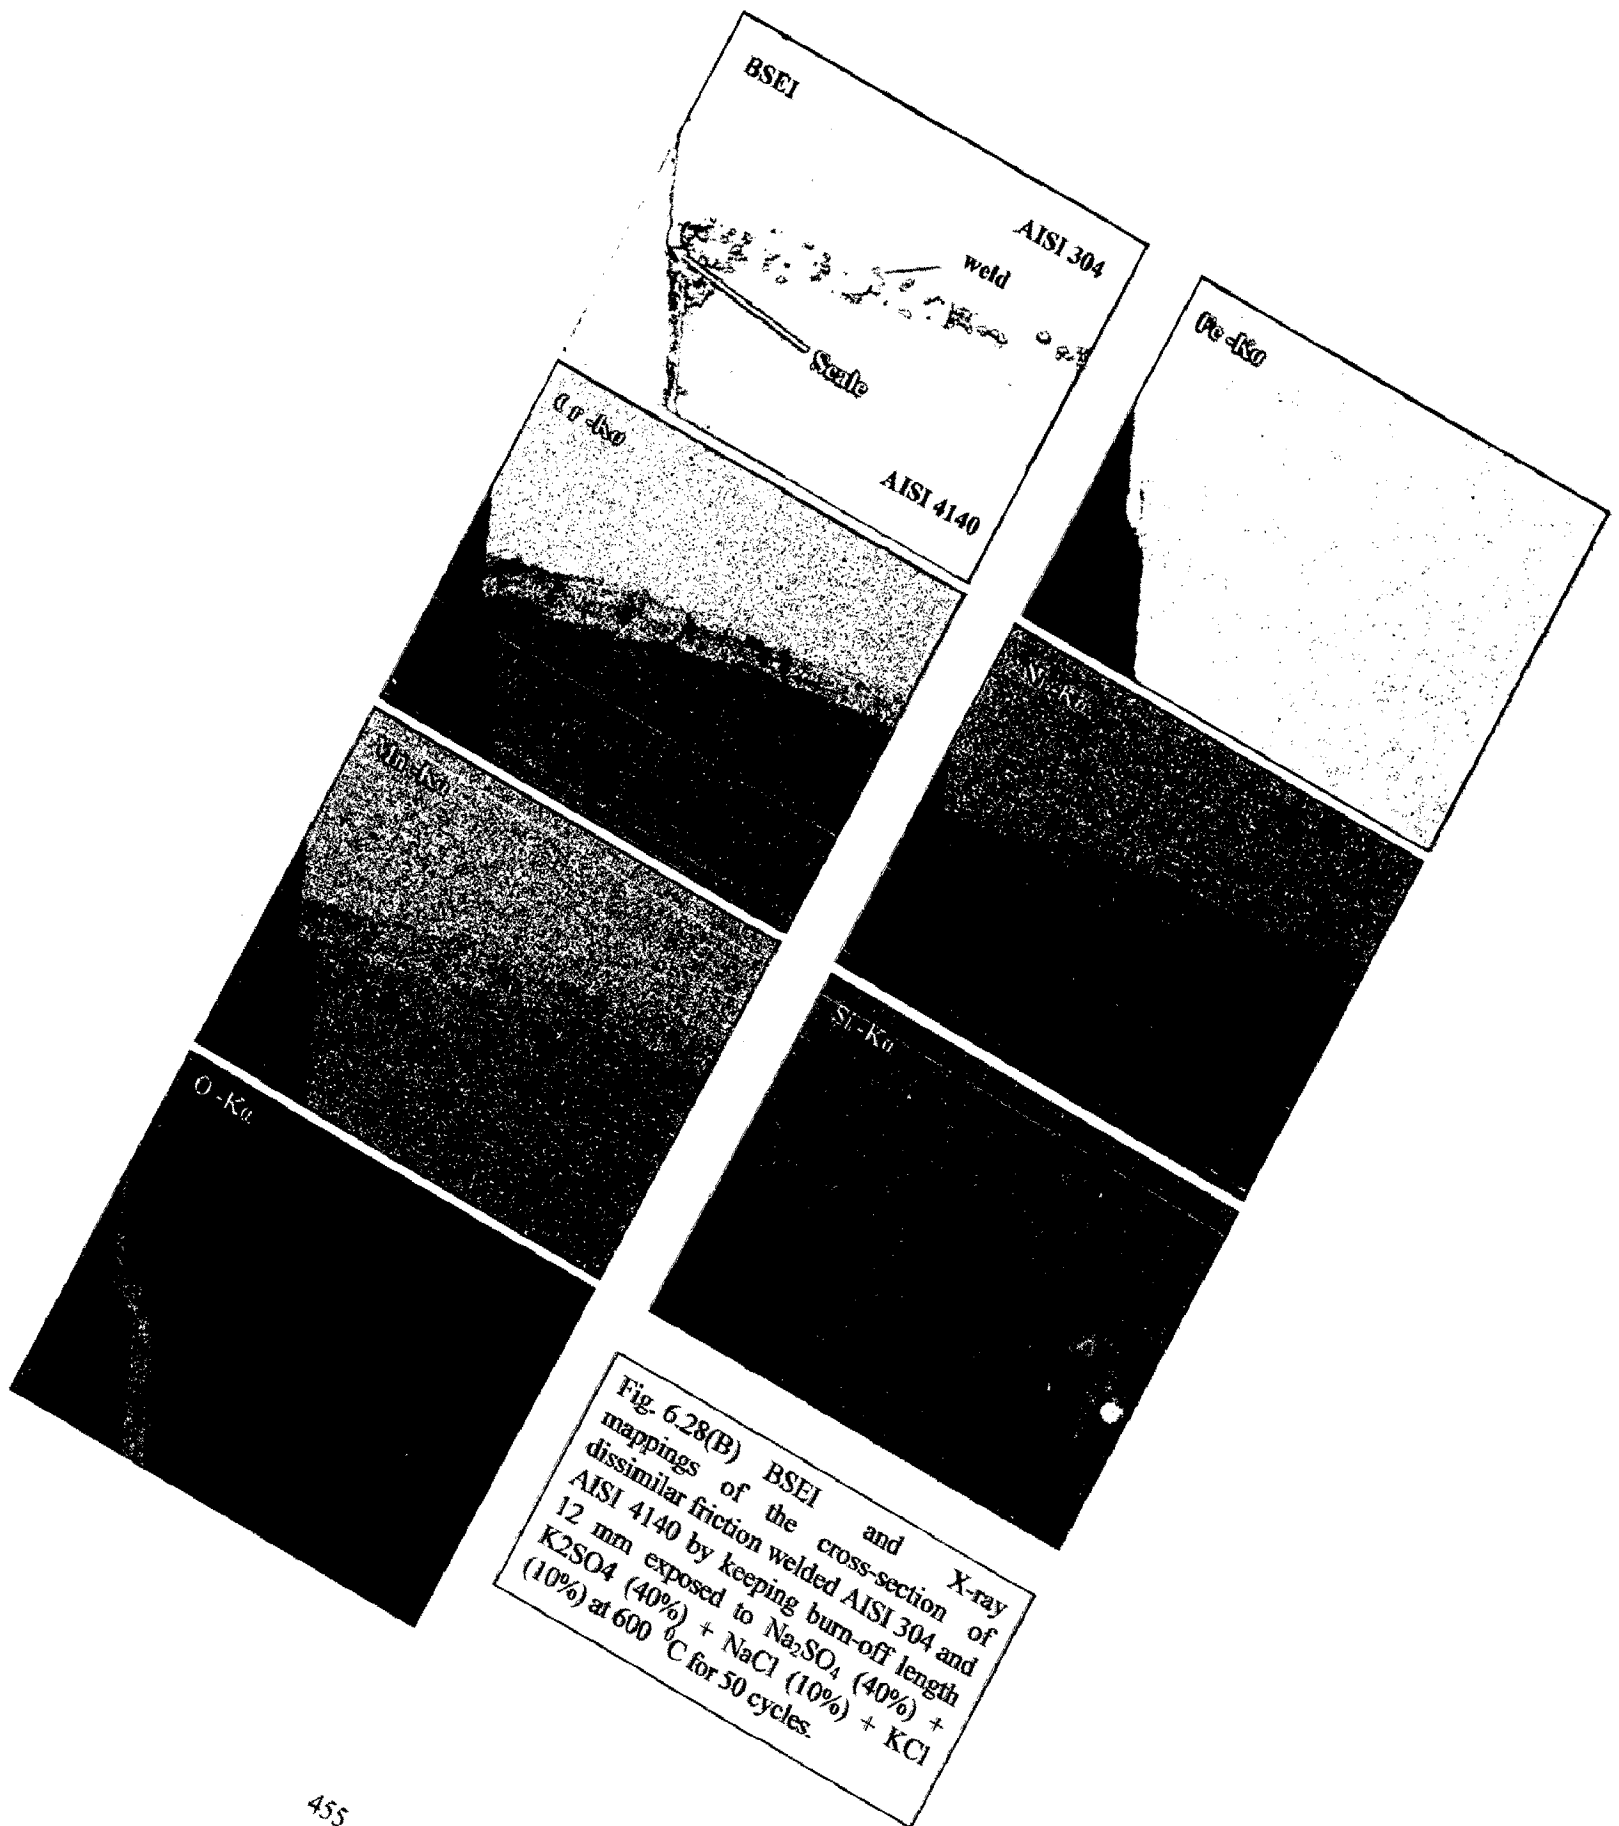 BSEI
AISI 304
weld
Scale
AISI 4140
Fe -Kα
Cr -Kα
Ni -Kα
Mn -Kα
Si -Kα
O -Kα
Fig. 6.28(B) BSEI and X-ray
mappings of the cross-section of
dissimilar friction welded AISI 304 and
AISI 4140 by keeping burn-off length
12 mm exposed to Na₂SO₄ (40%) +
K2SO4 (40%) + NaCl (10%) + KCl
(10%) at 600 ⁰C for 50 cycles.
455